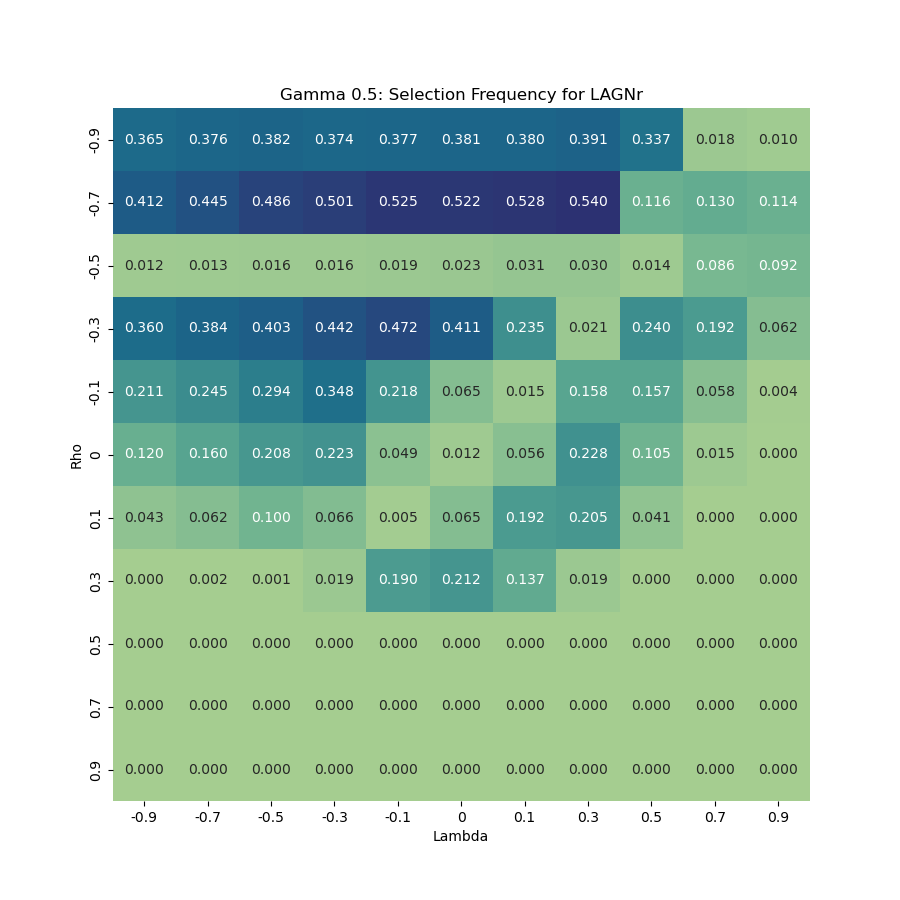 Gamma 0.5: Selection Frequency for LAGNr
-0.9 0.365 0.376 0.382 0.374 0.377 0.381 0.380 0.391 0.337 0.018 0.010
-0.7 0.412 0.445 0.486 0.501 0.525 0.522 0.528 0.540 0.116 0.130 0.114
-0.5 0.012 0.013 0.016 0.016 0.019 0.023 0.031 0.030 0.014 0.086 0.092
-0.3 0.360 0.384 0.403 0.442 0.472 0.411 0.235 0.021 0.240 0.192 0.062
-0.1 0.211 0.245 0.294 0.348 0.218 0.065 0.015 0.158 0.157 0.058 0.004
Rho
0 0.120 0.160 0.208 0.223 0.049 0.012 0.056 0.228 0.105 0.015 0.000
0.1 0.043 0.062 0.100 0.066 0.005 0.065 0.192 0.205 0.041 0.000 0.000
0.3 0.000 0.002 0.001 0.019 0.190 0.212 0.137 0.019 0.000 0.000 0.000
0.5 0.000 0.000 0.000 0.000 0.000 0.000 0.000 0.000 0.000 0.000 0.000
0.7 0.000 0.000 0.000 0.000 0.000 0.000 0.000 0.000 0.000 0.000 0.000
0.9 0.000 0.000 0.000 0.000 0.000 0.000 0.000 0.000 0.000 0.000 0.000
-0.9 -0.7 -0.5 -0.3 -0.1 0 0.1 0.3 0.5 0.7 0.9
Lambda